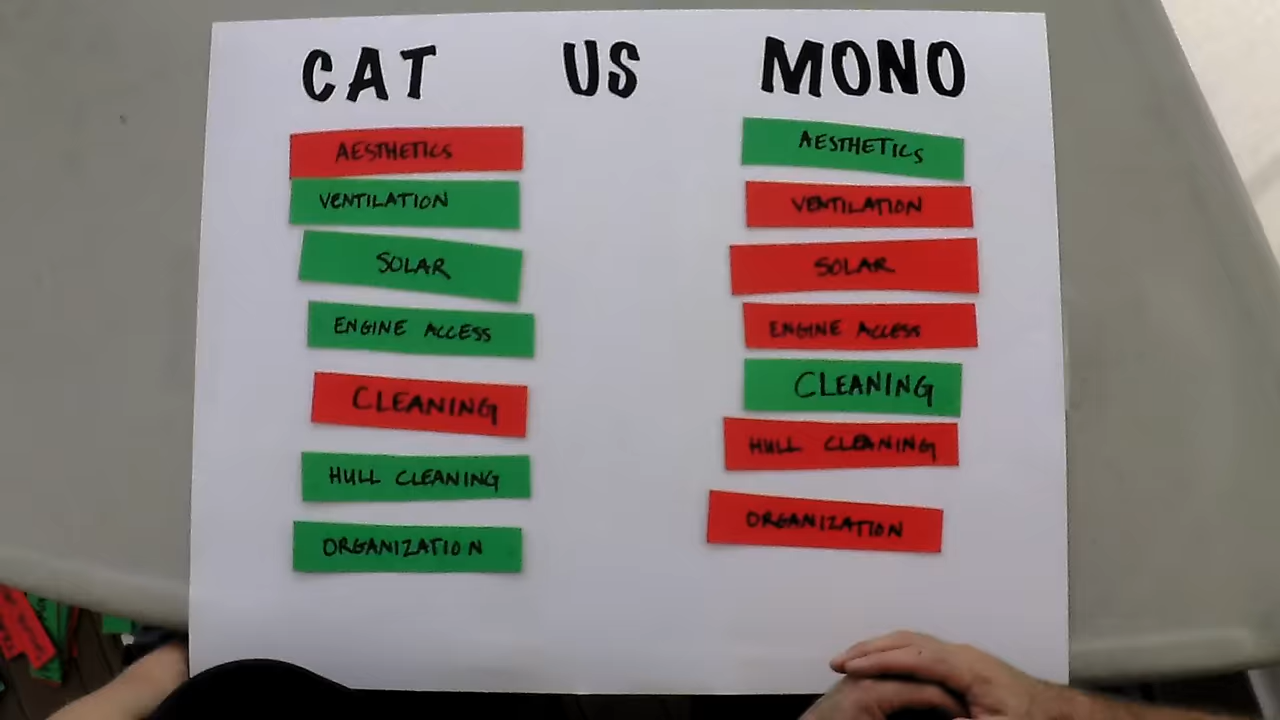 CAT US MONO
AESTHETICS AESTHETICS
VENTILATION VENTILATION
SOLAR SOLAR
ENGINE ACCESS ENGINE ACCESS
CLEANING CLEANING
HULL CLEANING HULL CLEANING
ORGANIZATION ORGANIZATION